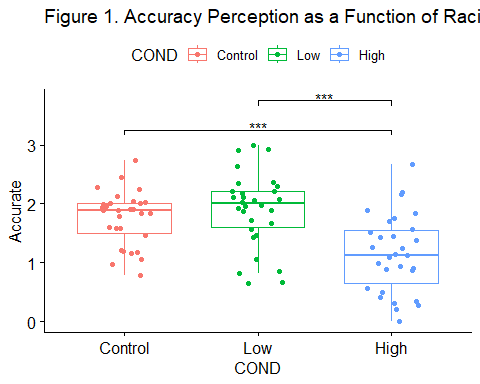 Figure 1. Accuracy Perception as a Function of Raci
COND Control Low High
***
***
3
2
1
0
Accurate
Control Low High
COND